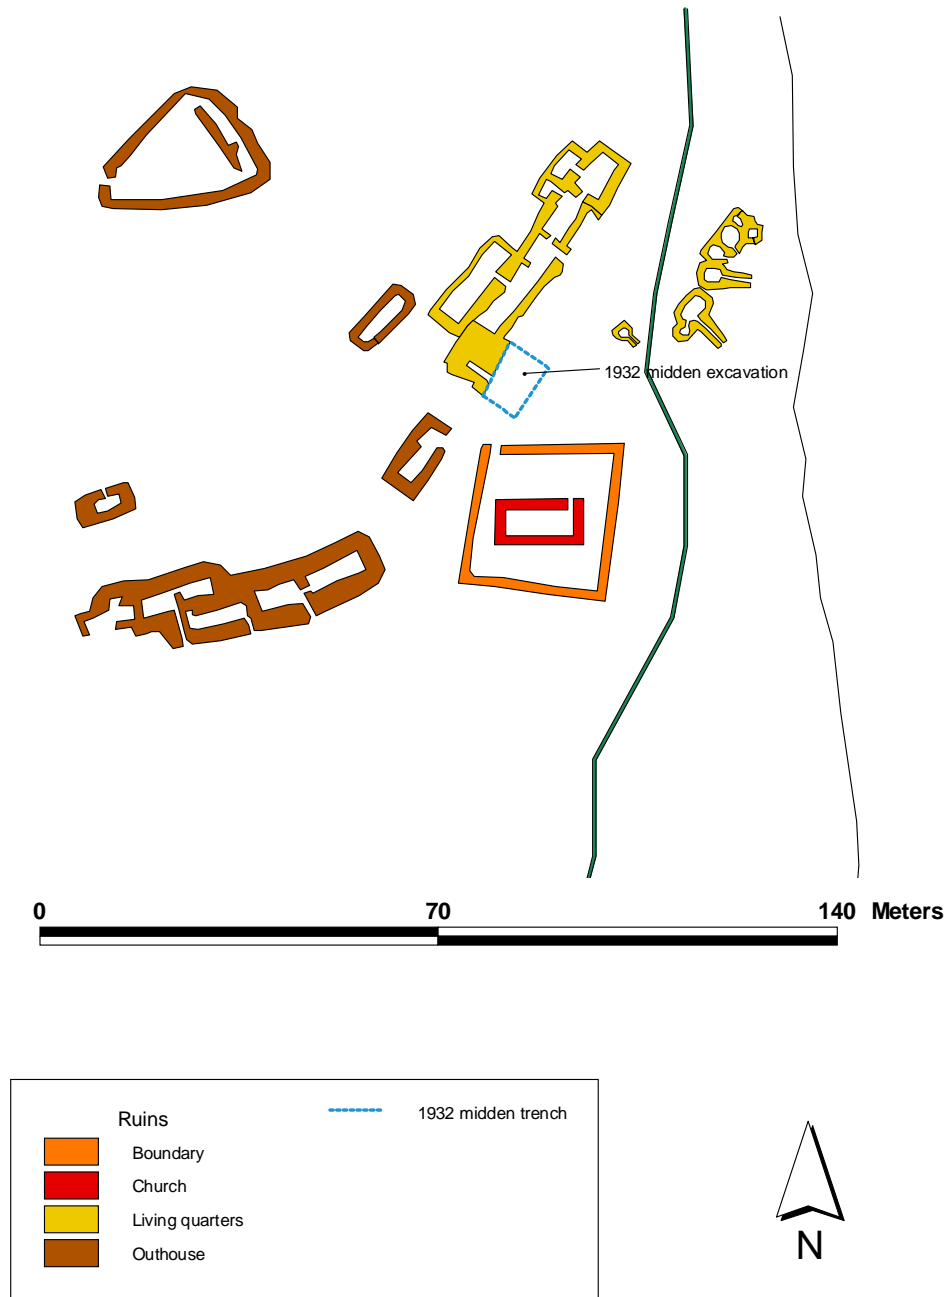 1932 midden excavation
0 70 140 Meters
Ruins
1932 midden trench
Boundary
Church
Living quarters
Outhouse
N